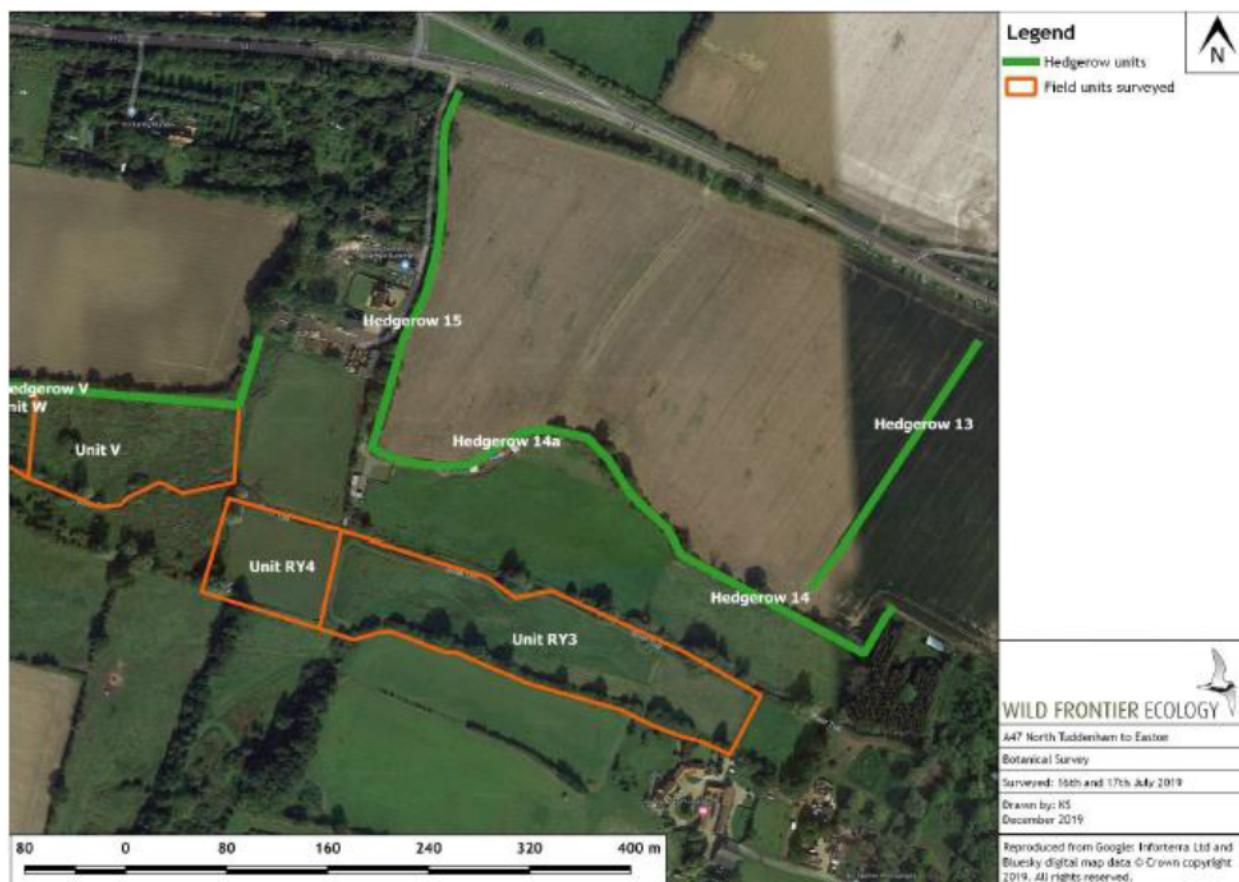 Legend
Hedgerow units
Field units surveyed
N
Hedgerow 15
edgerow V
nit W
Hedgerow 14a
Hedgerow 13
Unit V
Unit RY4
Hedgerow 14
Unit RY3
WILD FRONTIER ECOLOGY
A47 North Tuddenham to Easton
Botanical Survey
Surveyed: 16th and 17th July 2019
Drawn by: KS
December 2019
Reproduced from Google: Inforterra Ltd and
Bluesky digital map data © Crown copyright
2019. All rights reserved.
80 0 80 160 240 320 400 m